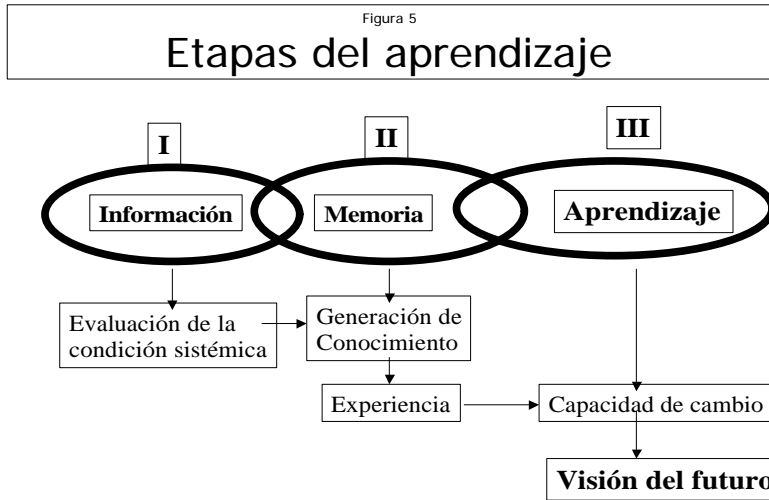 Figura 5
Etapas del aprendizaje
I
II
III
Información
Memoria
Aprendizaje
Evaluación de la
condición sistémica
Generación de
Conocimiento
Experiencia
Capacidad de cambio
Visión del futuro